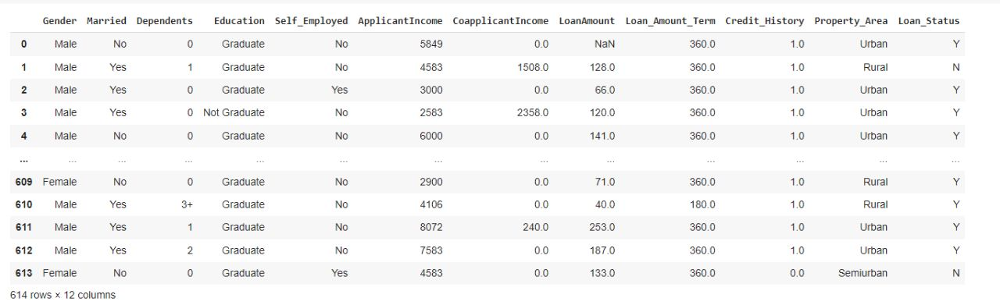 Gender Married Dependents Education Self_Employed ApplicantIncome CoapplicantIncome LoanAmount Loan_Amount_Term Credit_History Property_Area Loan_Status
0 Male No 0 Graduate No 5849 0.0 NaN 360.0 1.0 Urban Y
1 Male Yes 1 Graduate No 4583 1508.0 128.0 360.0 1.0 Rural N
2 Male Yes 0 Graduate Yes 3000 0.0 66.0 360.0 1.0 Urban Y
3 Male Yes 0 Not Graduate No 2583 2358.0 120.0 360.0 1.0 Urban Y
4 Male No 0 Graduate No 6000 0.0 141.0 360.0 1.0 Urban Y
... ... ... ... ... ... ... ... ... ... ... ... ...
609 Female No 0 Graduate No 2900 0.0 71.0 360.0 1.0 Rural Y
610 Male Yes 3+ Graduate No 4106 0.0 40.0 180.0 1.0 Rural Y
611 Male Yes 1 Graduate No 8072 240.0 253.0 360.0 1.0 Urban Y
612 Male Yes 2 Graduate No 7583 0.0 187.0 360.0 1.0 Urban Y
613 Female No 0 Graduate Yes 4583 0.0 133.0 360.0 0.0 Semiurban N
614 rows × 12 columns